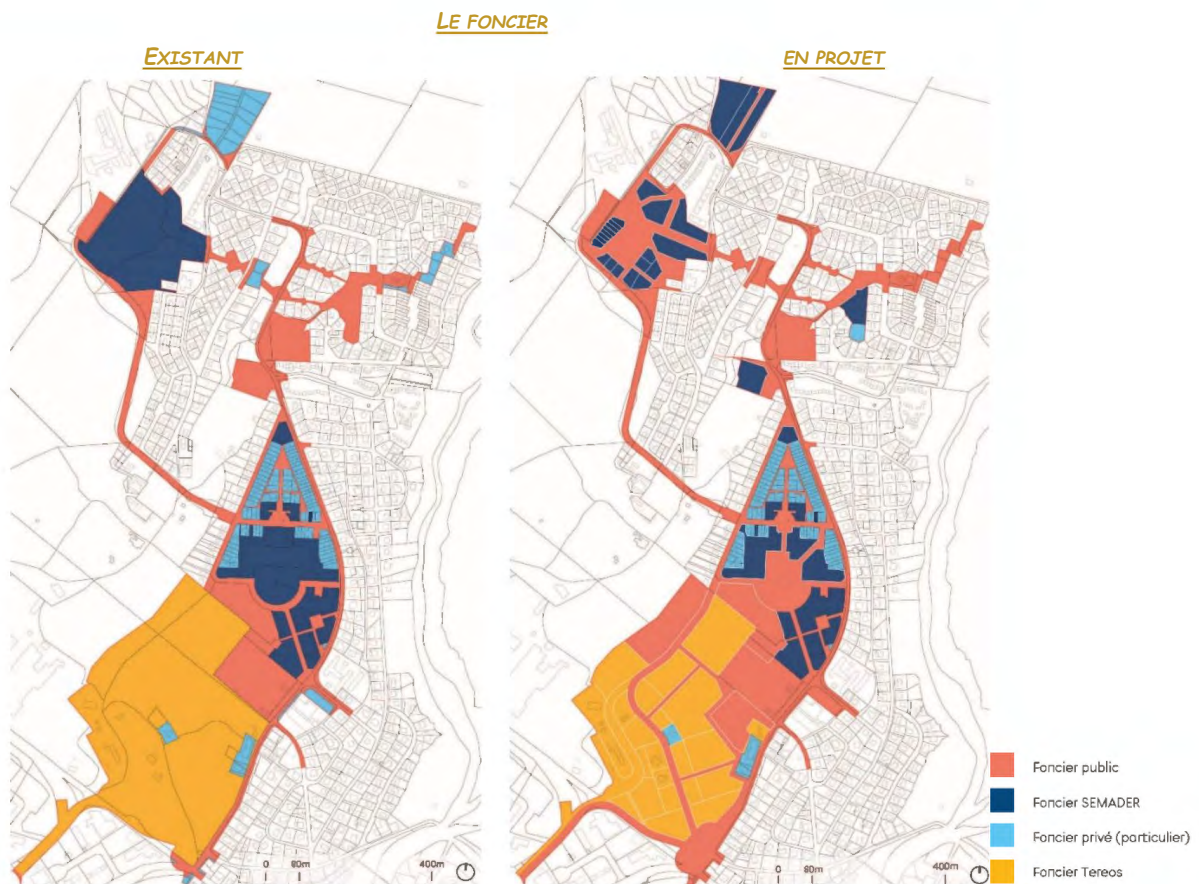 LE FONCIER
EXISTANT
EN PROJET
0 80m 400m
0 80m 400m
Foncier public
Foncier SEMADER
Foncier privé (particulier)
Foncier Tereos